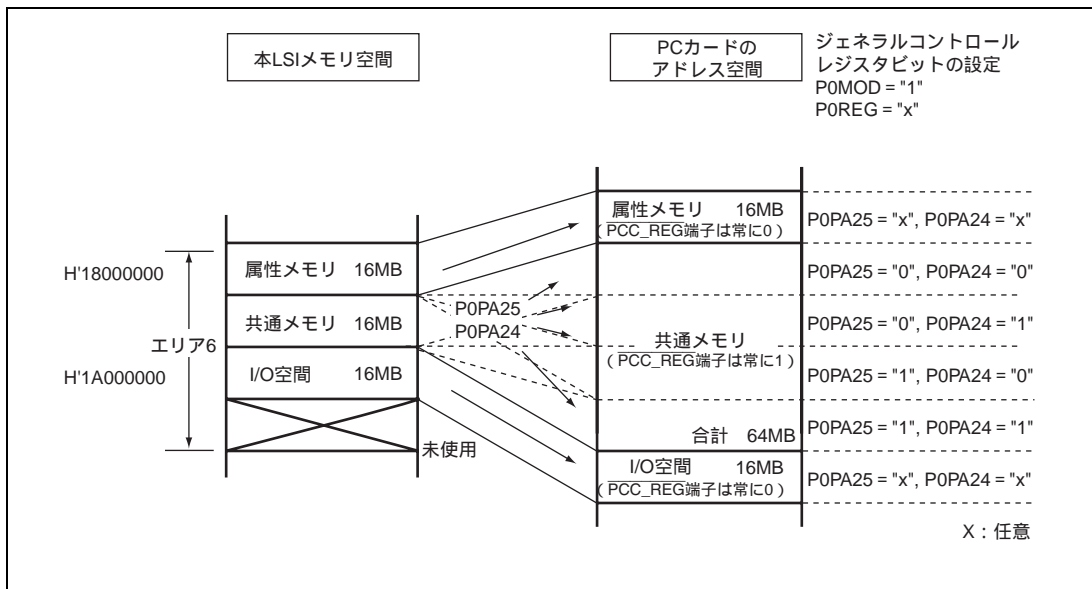 本LSIメモリ空間
PCカードの
アドレス空間
ジェネラルコントロール
レジスタビットの設定
P0MOD = "1"
P0REG = "x"
属性メモリ 16MB
（PCC_REG端子は常に0）
P0PA25 = "x", P0PA24 = "x"
H'18000000
属性メモリ 16MB
P0PA25 = "0", P0PA24 = "0"
エリア6
共通メモリ 16MB
P0PA25
P0PA24
共通メモリ
（PCC_REG端子は常に1）
P0PA25 = "0", P0PA24 = "1"
H'1A000000
I/O空間 16MB
P0PA25 = "1", P0PA24 = "0"
未使用
合計 64MB
P0PA25 = "1", P0PA24 = "1"
I/O空間 16MB
（PCC_REG端子は常に0）
P0PA25 = "x", P0PA24 = "x"
X：任意